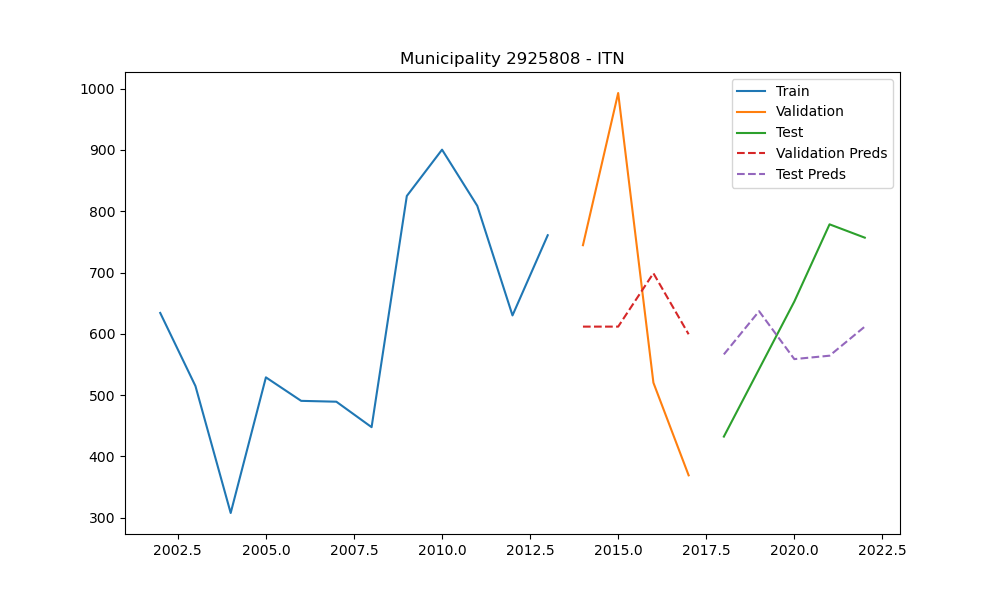 Municipality 2925808 - ITN
1000
900
800
700
600
500
400
300
2002.5 2005.0 2007.5 2010.0 2012.5 2015.0 2017.5 2020.0 2022.5
Train
Validation
Test
Validation Preds
Test Preds